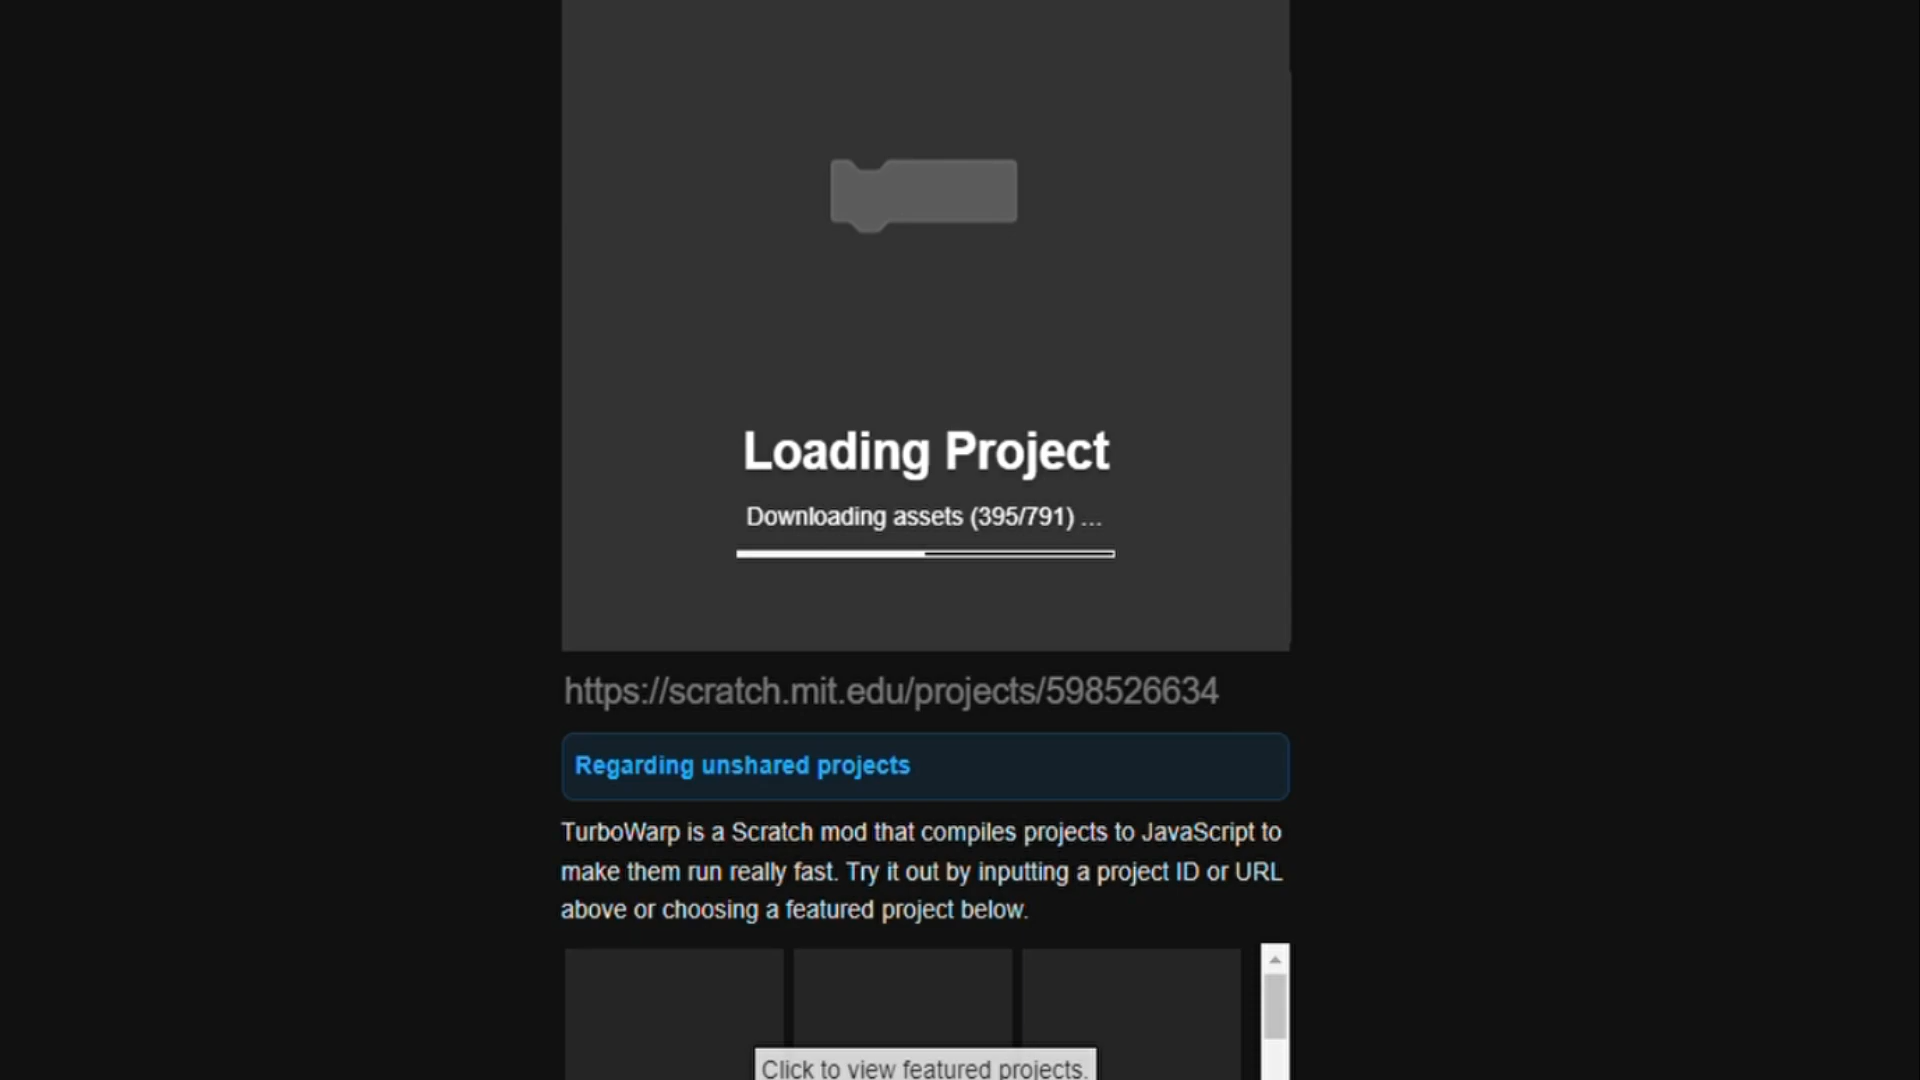 Loading Project
Downloading assets (395/791) ...
https://scratch.mit.edu/projects/598526634
Regarding unshared projects
TurboWarp is a Scratch mod that compiles projects to JavaScript to
make them run really fast. Try it out by inputting a project ID or URL
above or choosing a featured project below.
Click to view featured projects.